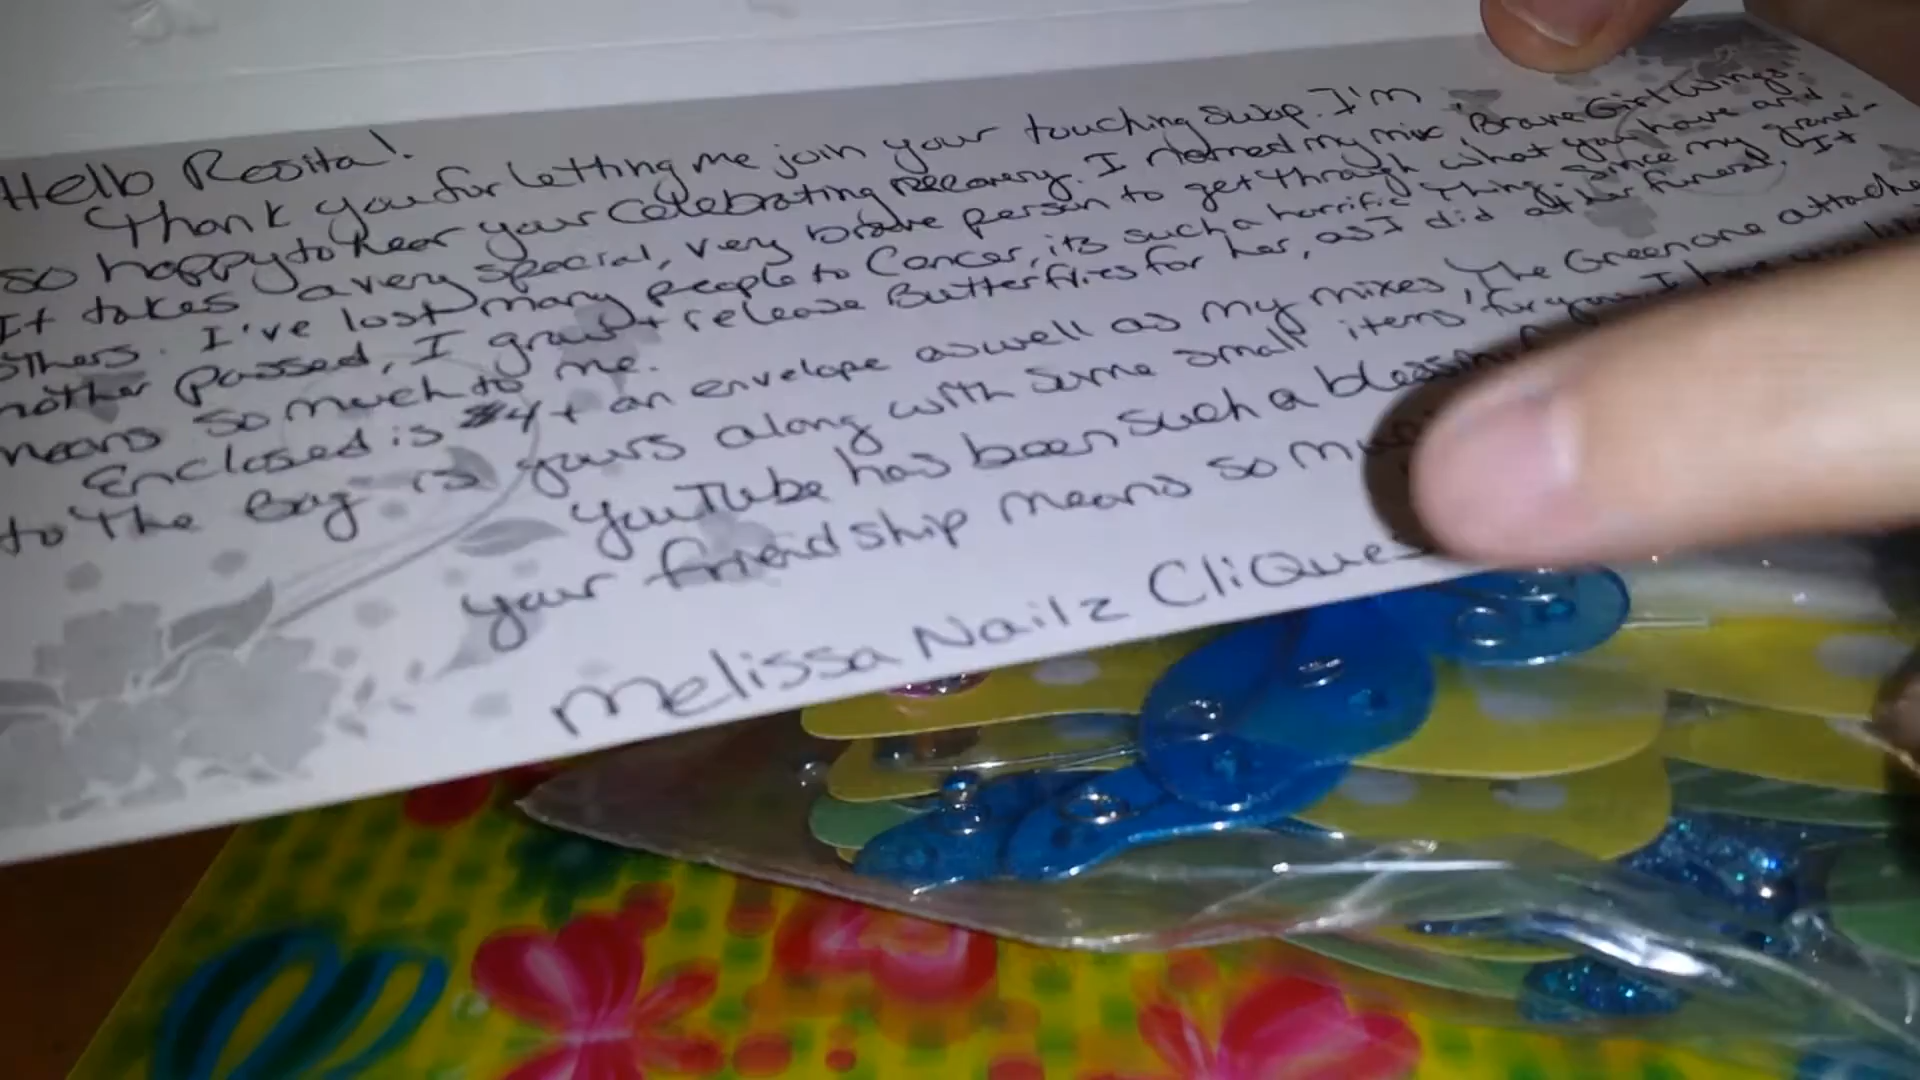 Hello Rosita!
Thank you for letting me join your touching swap. I'm
so happy to hear your Celebrating Recovery. I named my mix, Brave Girl Wings.
It takes a very special, very brave person to get through what you have and
others. I've lost many people to Cancer, its such a horrific thing. Since my grand-
mother passed, I grow + release Butterflies for her, as I did at her funeral. It
means so much to me.
Enclosed is $4 + an envelope aswell as my mixes, The Green one attached
to the Bag is yours along with some small items for you. I hope you
YouTube has been such a blessing
your friendship means so
Melissa Nailz Clique